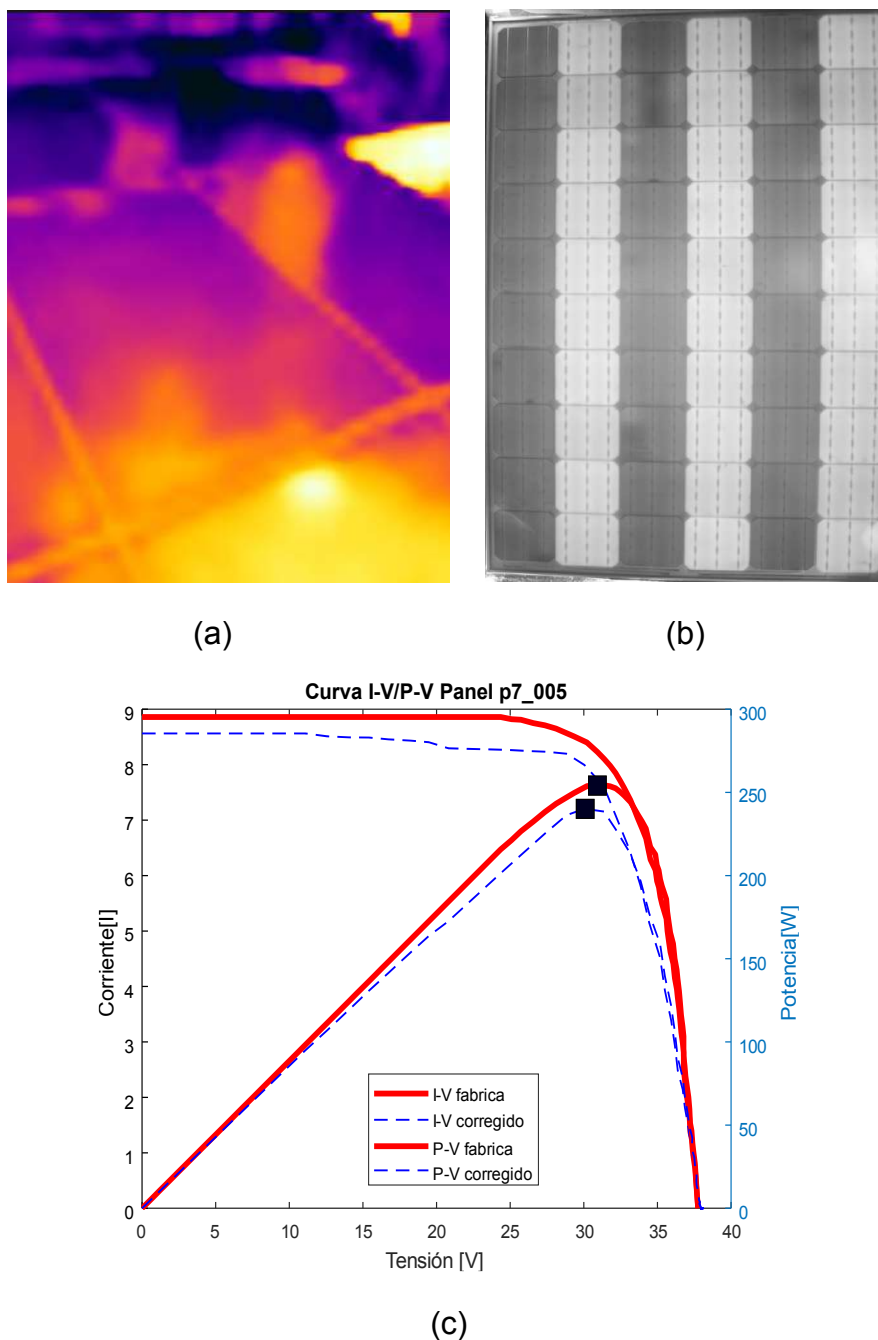 (a)
(b)
Curva I-V/P-V Panel p7_005
9
8
7
6
5
4
3
2
1
0
Corriente[I]
300
250
200
150
100
50
0
Potencia[W]
I-V fabrica
I-V corregido
P-V fabrica
P-V corregido
0 5 10 15 20 25 30 35 40
Tensión [V]
(c)